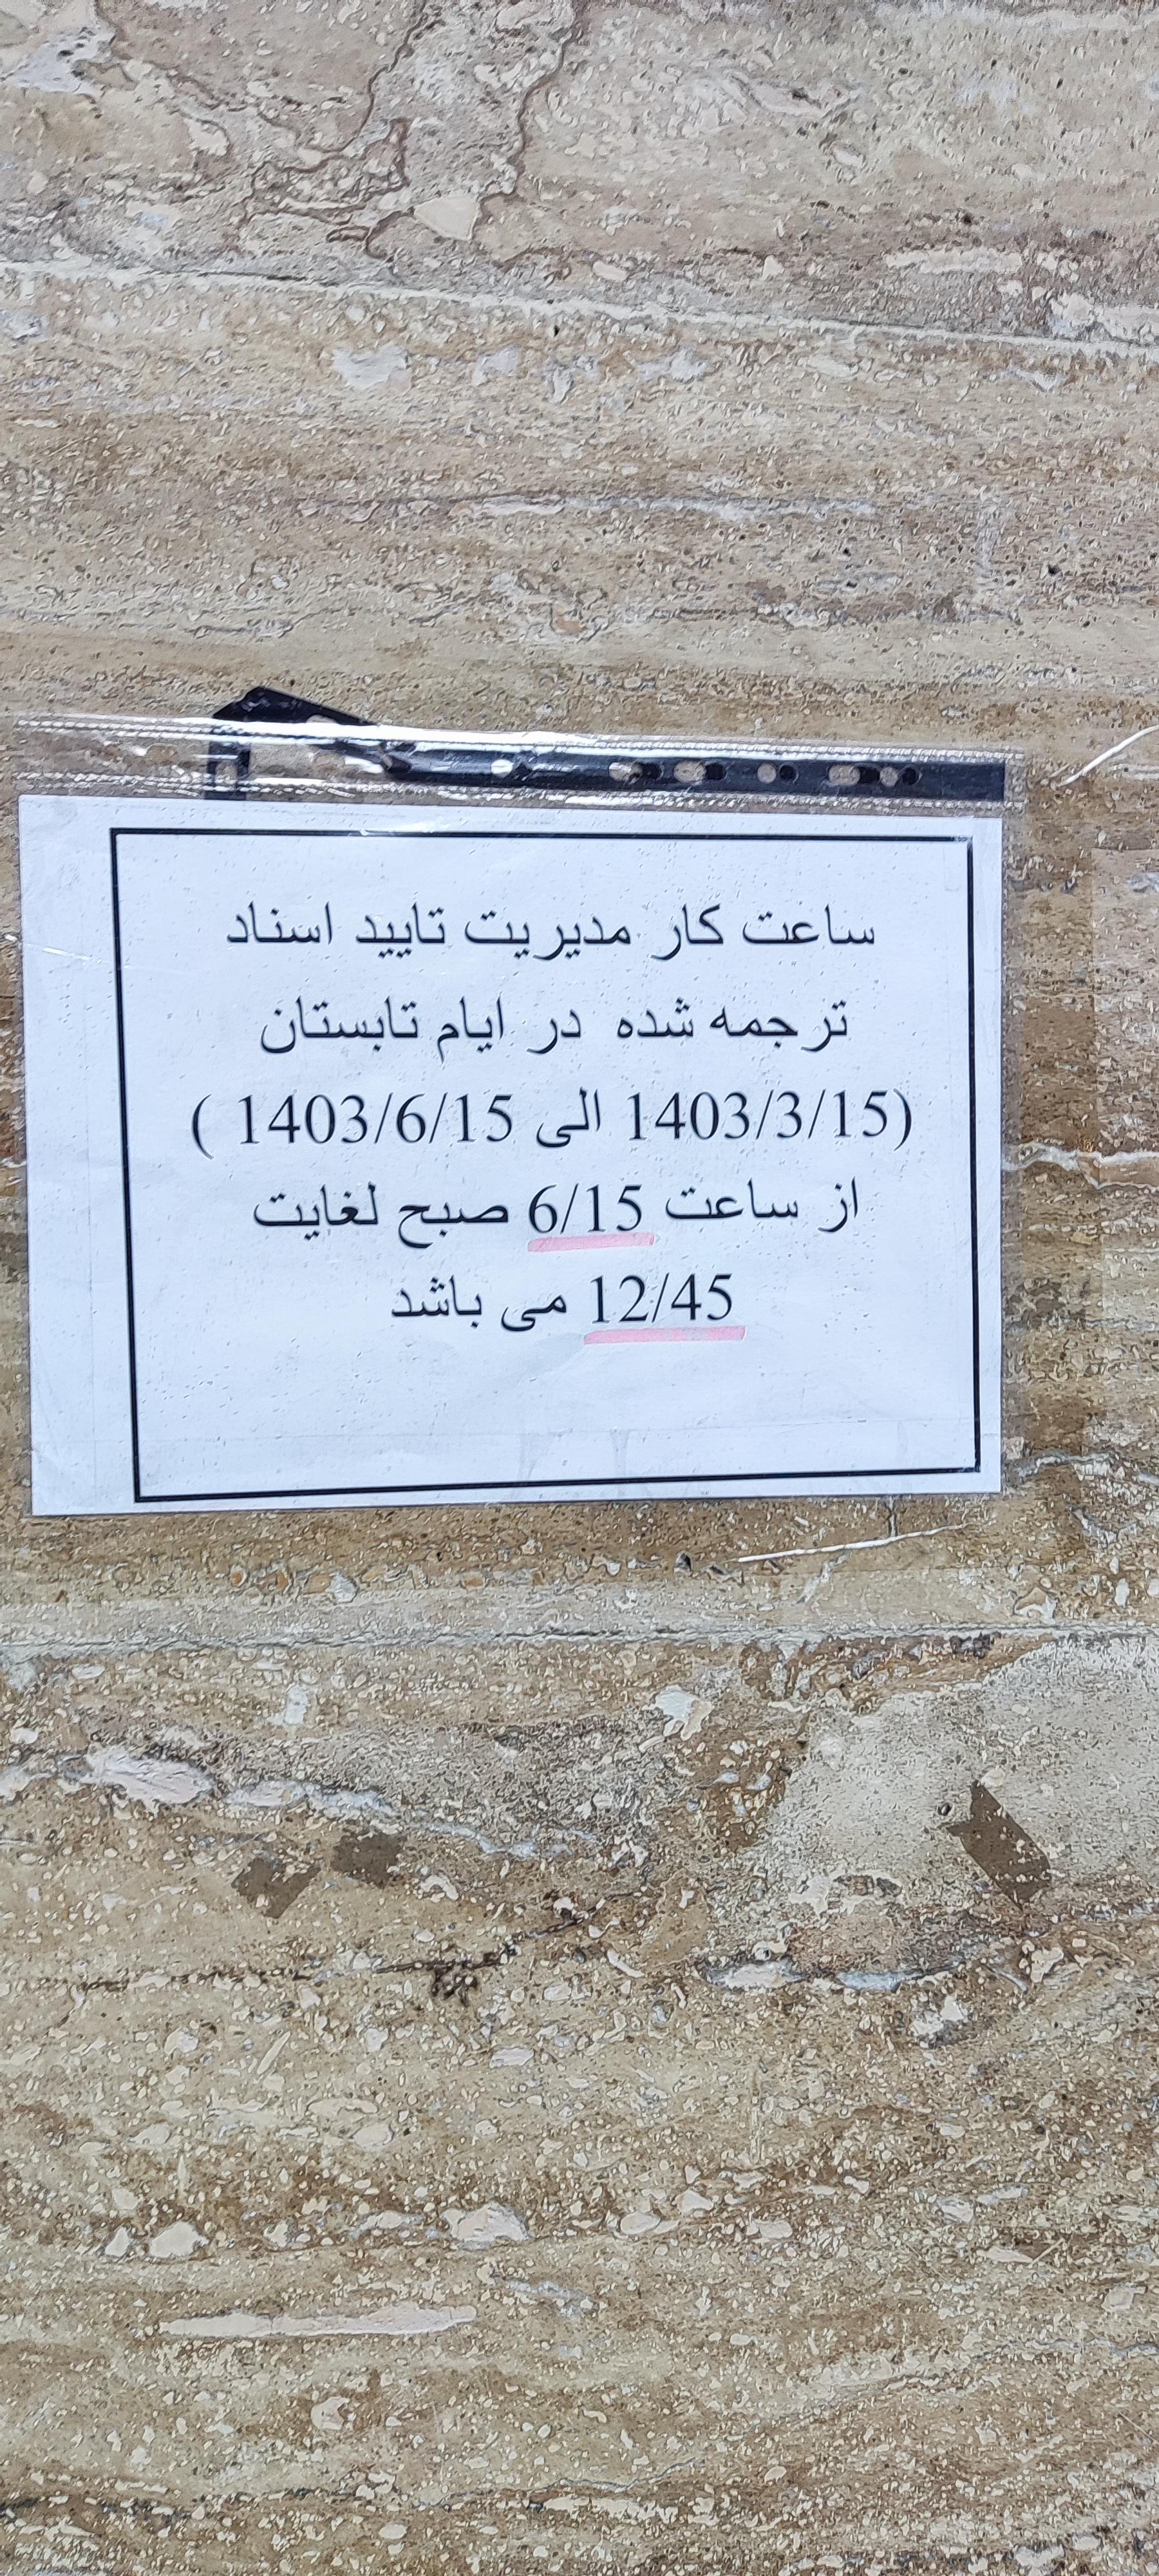 ساعت کار مدیریت تایید اسناد
ترجمه شده در ایام تابستان
(1403/3/15 الی 1403/6/15 )
از ساعت 6/15 صبح لغایت
12/45 می باشد